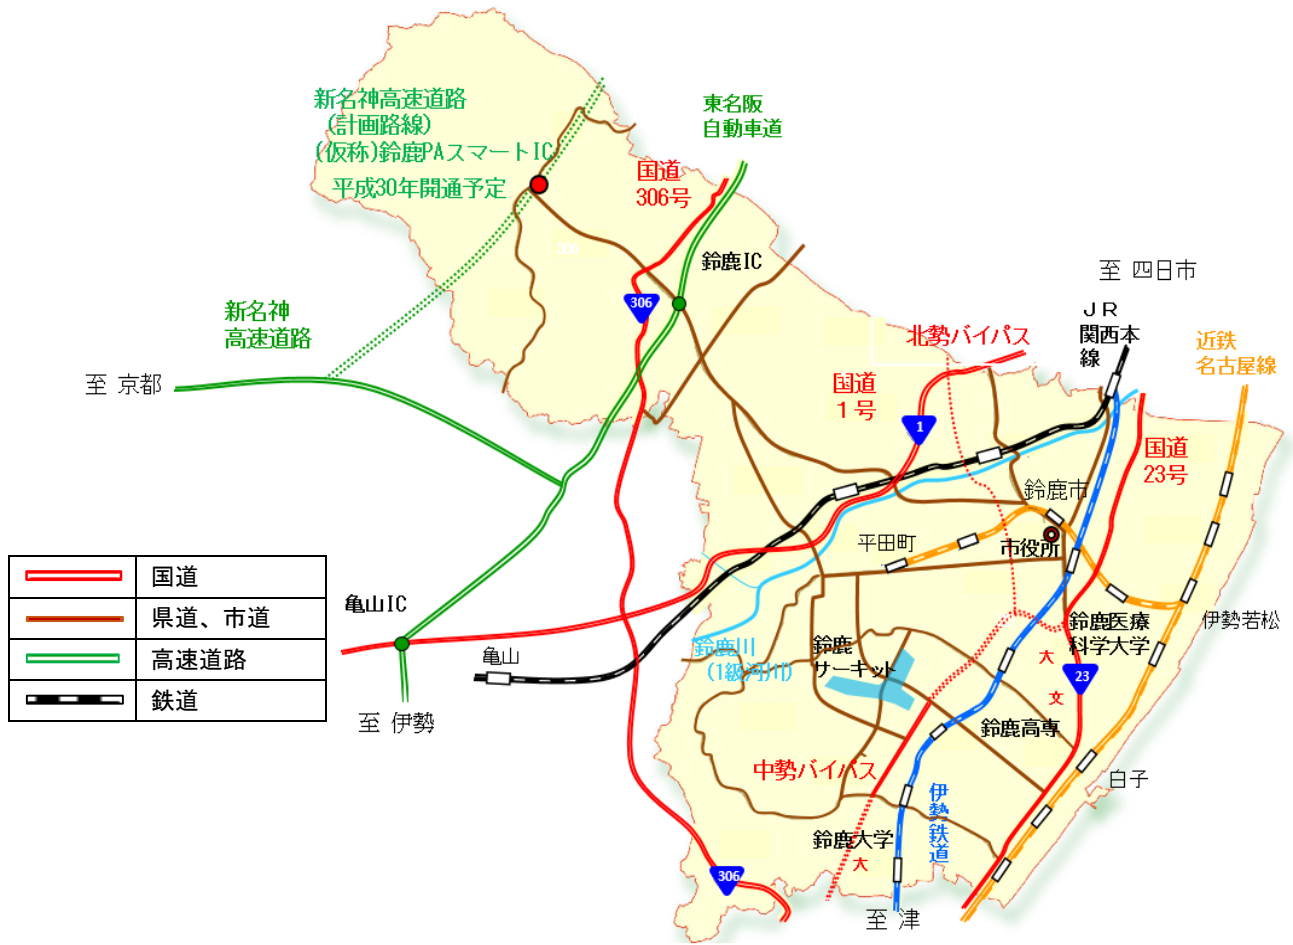 新名神高速道路
(計画路線)
(仮称)鈴鹿PAスマートIC
平成30年開通予定
東名阪
自動車道
国道
306号
鈴鹿IC
306
新名神
高速道路
至 京都
至 四日市
JR
関西本
線
近鉄
名古屋線
北勢バイパス
国道
1号
1
国道
23号
鈴鹿市
平田町
市役所
国道
県道、市道
高速道路
鉄道
亀山IC
亀山
至 伊勢
鈴鹿川
(1級河川)
鈴鹿
サーキット
鈴鹿医療
科学大学
大
文
23
伊勢若松
鈴鹿高専
中勢バイパス
白子
伊勢鉄道
鈴鹿大学
大
306
至 津